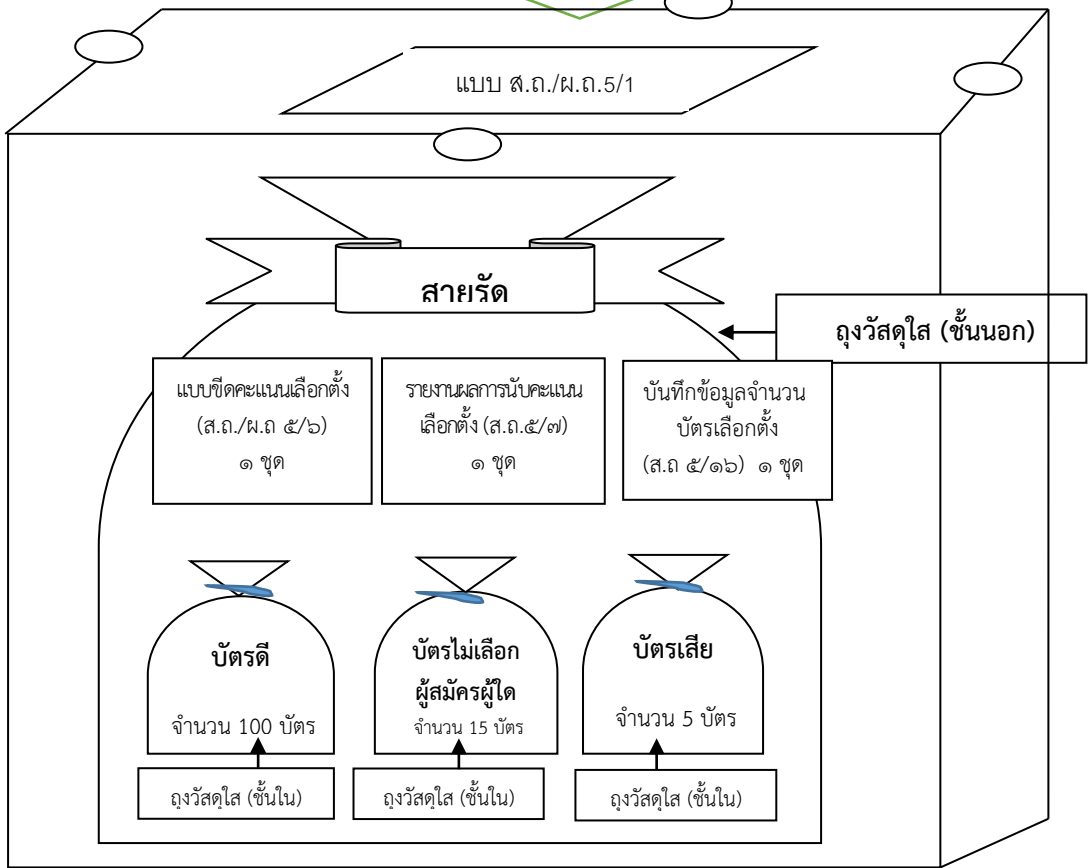 แบบ ส.ถ./ผ.ถ.5/1
สายรัด
ถุงวัสดุใส (ชั้นนอก)
แบบขีดคะแนนเลือกตั้ง
(ส.ถ./ผ.ถ ๕/๖)
๑ ชุด
รายงานผลการนับคะแนน
เลือกตั้ง (ส.ถ.๕/๗)
๑ ชุด
บันทึกข้อมูลจำนวน
บัตรเลือกตั้ง
(ส.ถ ๕/๑๖) ๑ ชุด
บัตรดี
จำนวน 100 บัตร
บัตรไม่เลือก
ผู้สมัครผู้ใด
จำนวน 15 บัตร
บัตรเสีย
จำนวน 5 บัตร
ถุงวัสดุใส (ชั้นใน)
ถุงวัสดุใส (ชั้นใน)
ถุงวัสดุใส (ชั้นใน)